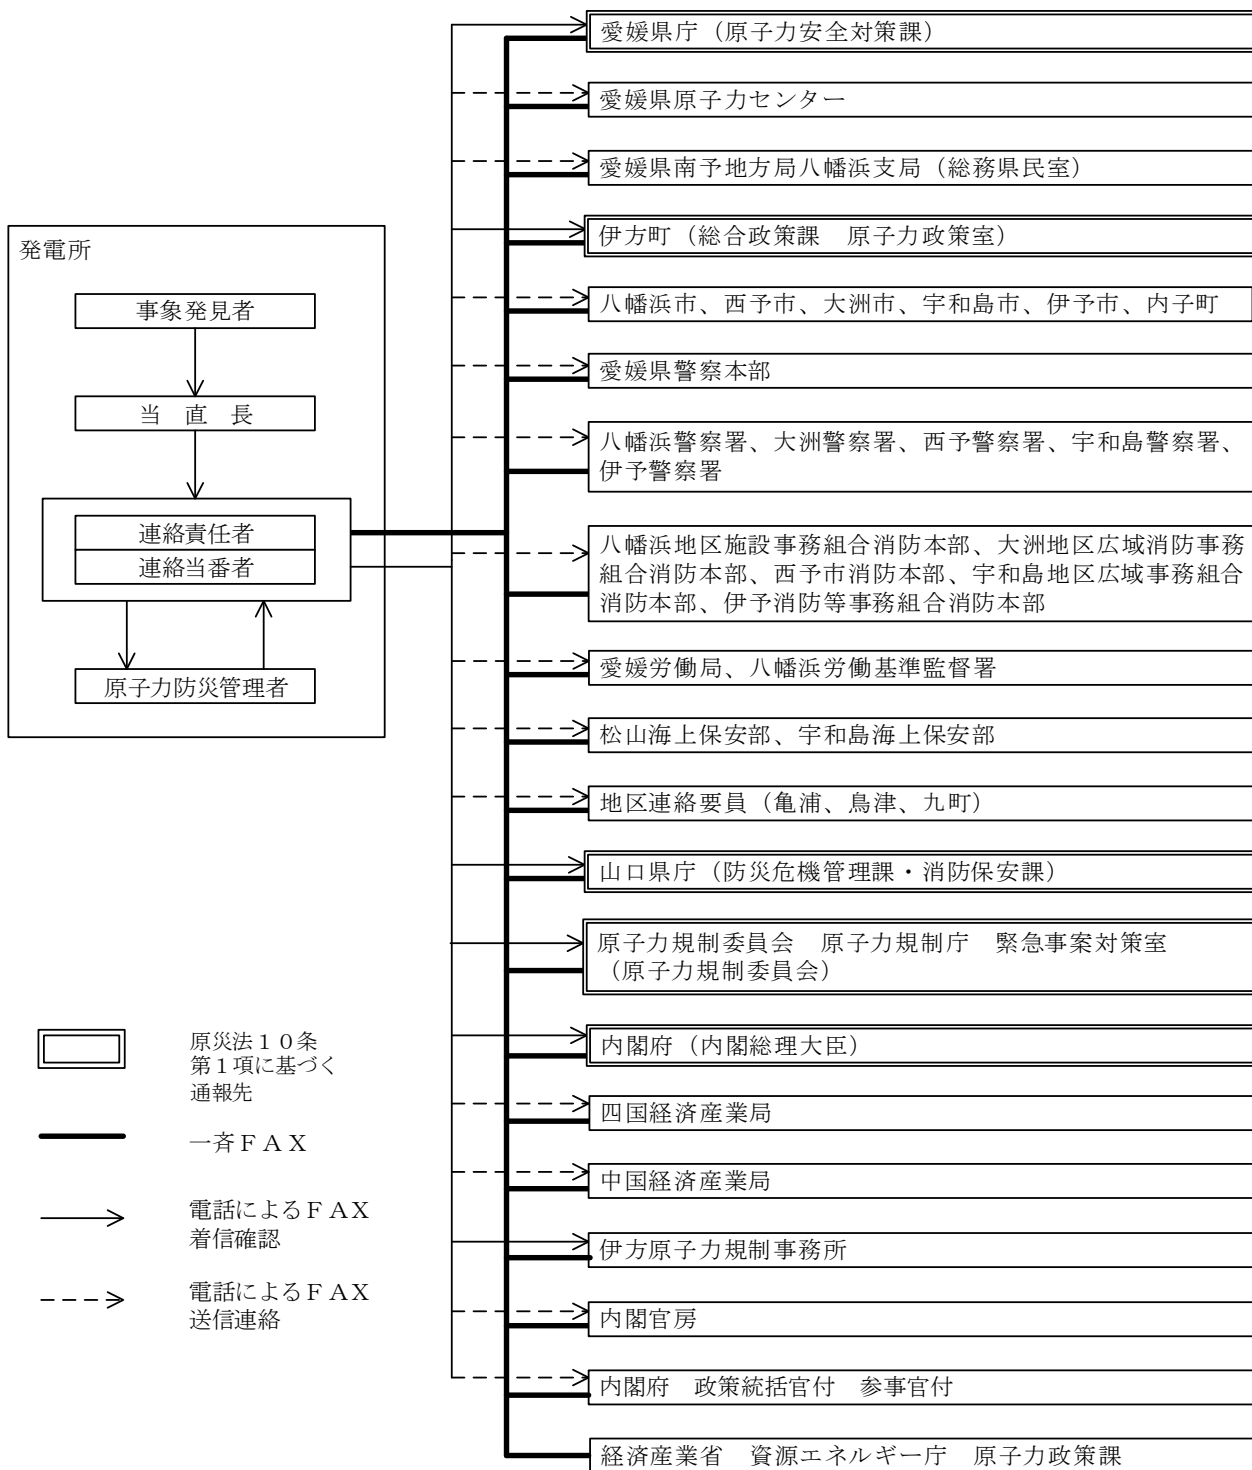 愛媛県庁（原子力安全対策課）
愛媛県原子力センター
愛媛県南予地方局八幡浜支局（総務県民室）
伊方町（総合政策課　原子力政策室）
八幡浜市、西予市、大洲市、宇和島市、伊予市、内子町
愛媛県警察本部
八幡浜警察署、大洲警察署、西予警察署、宇和島警察署、
伊予警察署
八幡浜地区施設事務組合消防本部、大洲地区広域消防事務
組合消防本部、西予市消防本部、宇和島地区広域事務組合
消防本部、伊予消防等事務組合消防本部
愛媛労働局、八幡浜労働基準監督署
松山海上保安部、宇和島海上保安部
地区連絡要員（亀浦、鳥津、九町）
山口県庁（防災危機管理課・消防保安課）
原子力規制委員会　原子力規制庁　緊急事案対策室
（原子力規制委員会）
内閣府（内閣総理大臣）
四国経済産業局
中国経済産業局
伊方原子力規制事務所
内閣官房
内閣府　政策統括官付　参事官付
経済産業省　資源エネルギー庁　原子力政策課
発電所
事象発見者
当　直　長
連絡責任者
連絡当番者
原子力防災管理者
原災法１０条
第１項に基づく
通報先
一斉ＦＡＸ
電話によるＦＡＸ
着信確認
電話によるＦＡＸ
送信連絡